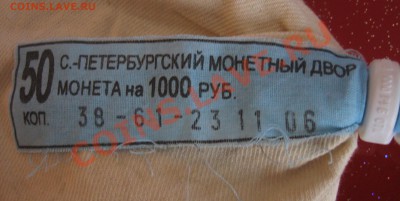 COINS.LAVE.RU
50 С.-ПЕТЕРБУРГСКИЙ МОНЕТНЫЙ ДВОР
МОНЕТА на 1000 РУБ.
КОП. 38-61-23 11 06